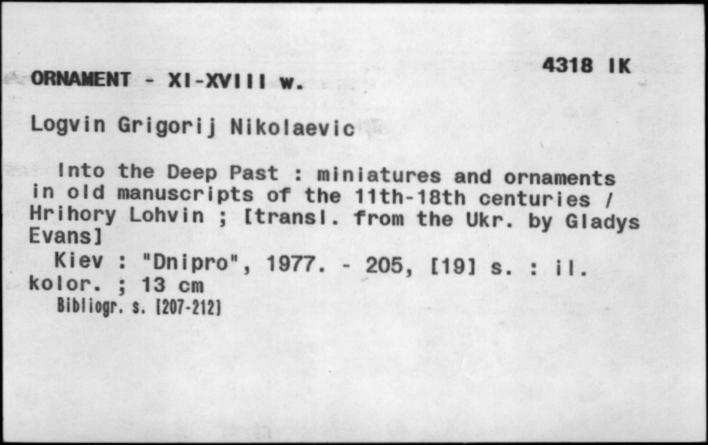 4318 IK
ORNAMENT - XI-XVIII w.
Logvin Grigorij Nikolaevic
Into the Deep Past : miniatures and ornaments
in old manuscripts of the 11th-18th centuries /
Hrihory Lohvin ; [transl. from the Ukr. by Gladys
Evans]
Kiev : "Dnipro", 1977. - 205, [19] s. : il.
kolor. ; 13 cm
Bibliogr. s. [207-212]